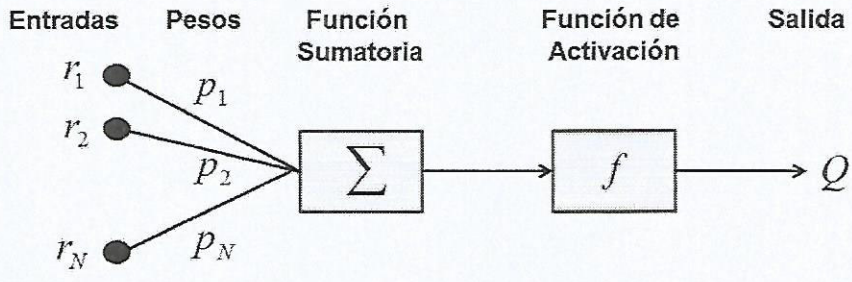 Entradas Pesos Función Sumatoria Función de Activación Salida
r1
p1
r2
p2
rN
pN
Σ
f
Q